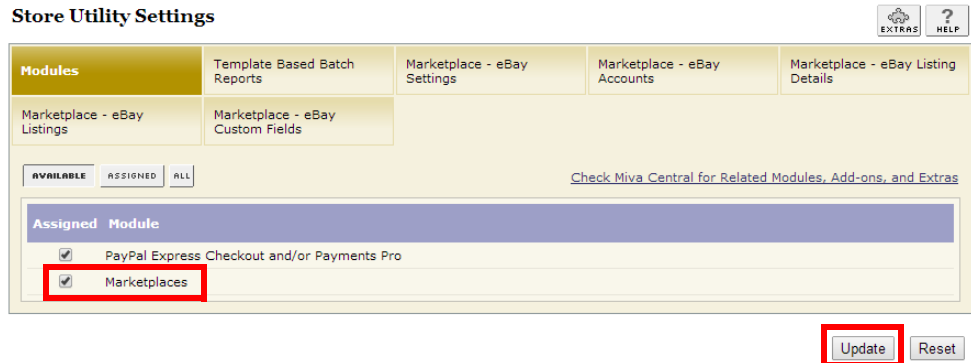 Store Utility Settings
EXTRAS
HELP
Modules
Template Based Batch
Reports
Marketplace - eBay
Settings
Marketplace - eBay
Accounts
Marketplace - eBay Listing
Details
Marketplace - eBay
Listings
Marketplace - eBay
Custom Fields
AVAILABLE
ASSIGNED
ALL
Check Miva Central for Related Modules, Add-ons, and Extras
Assigned Module
PayPal Express Checkout and/or Payments Pro
Marketplaces
Update
Reset